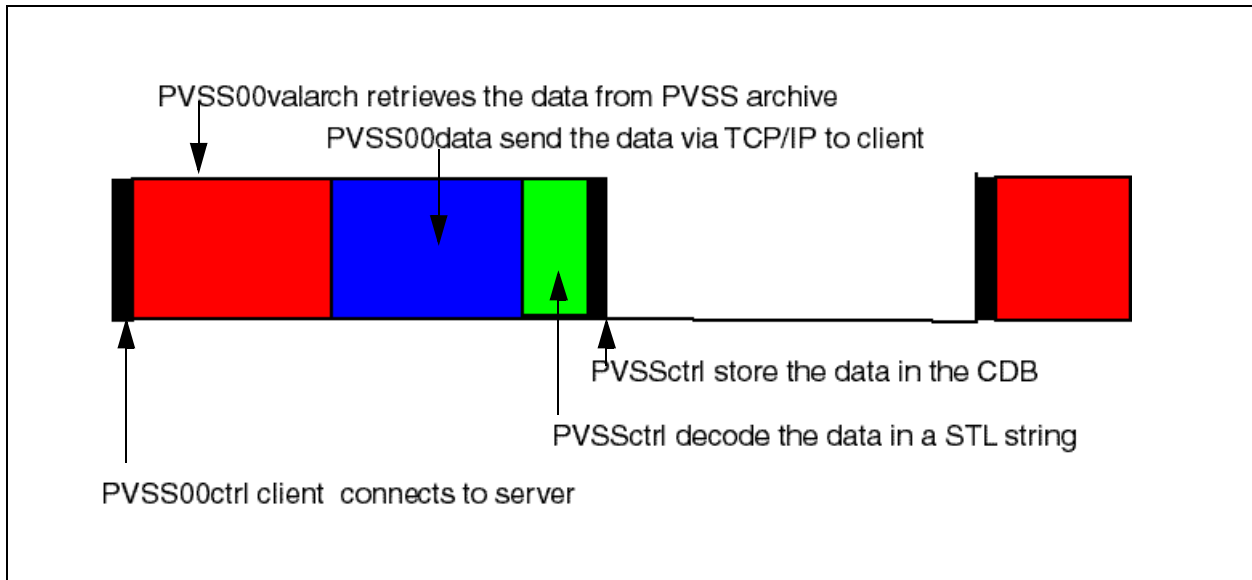 PVSS00valarch retrieves the data from PVSS archive
PVSS00data send the data via TCP/IP to client
PVSSctrl store the data in the CDB
PVSSctrl decode the data in a STL string
PVSS00ctrl client  connects to server